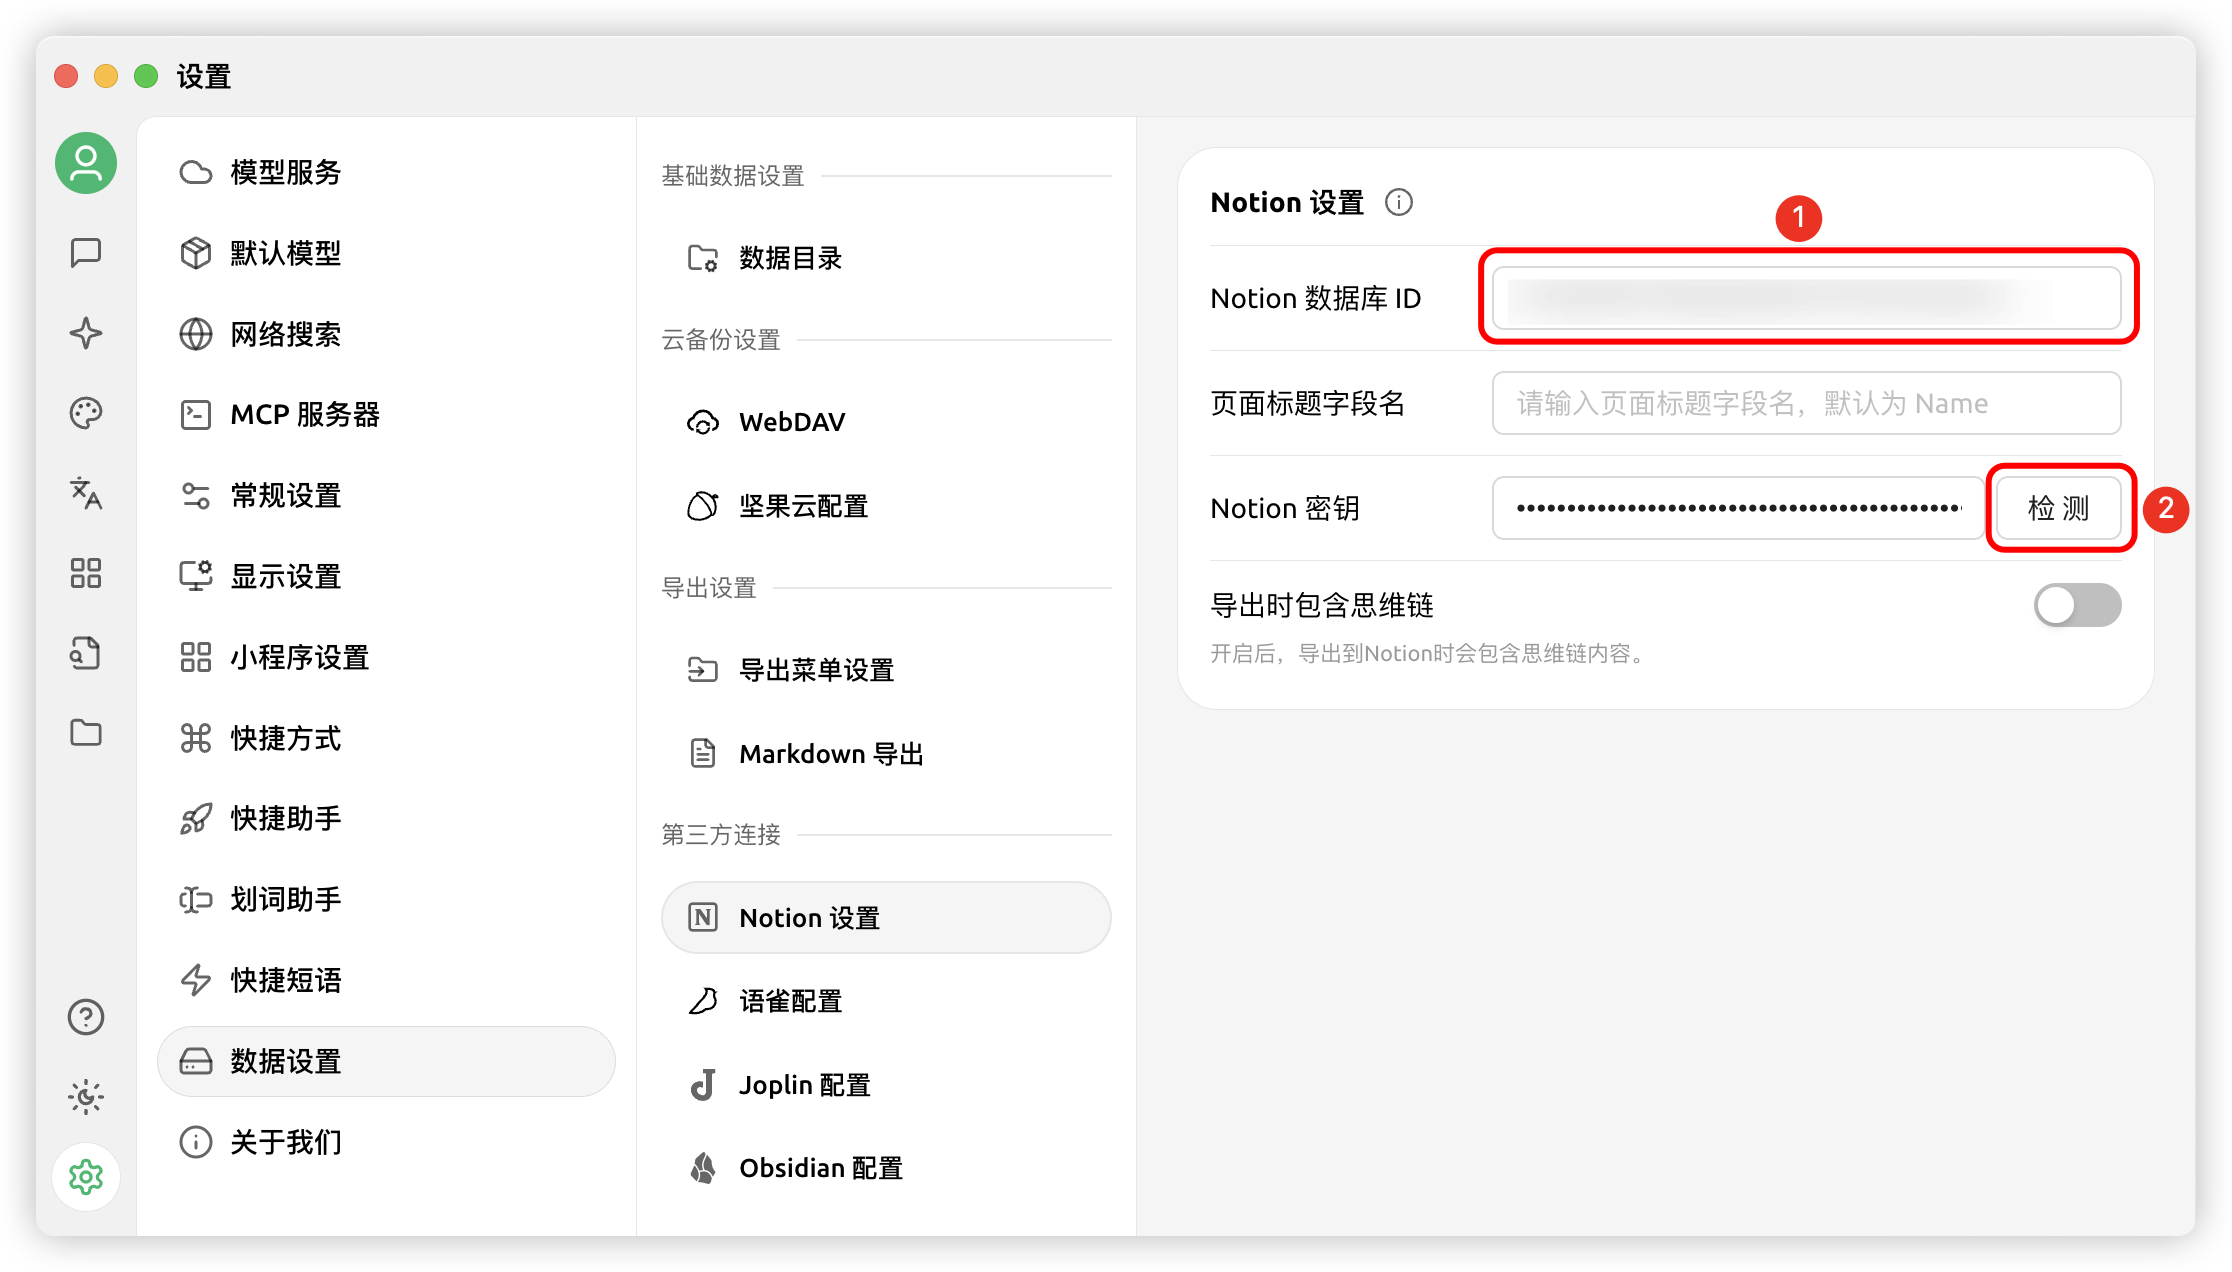 设置
模型服务
默认模型
网络搜索
MCP 服务器
常规设置
显示设置
小程序设置
快捷方式
快捷助手
划词助手
快捷短语
数据设置
关于我们
基础数据设置
数据目录
云备份设置
WebDAV
坚果云配置
导出设置
导出菜单设置
Markdown 导出
第三方连接
Notion 设置
语雀配置
Joplin 配置
Obsidian 配置
Notion 设置
1
Notion 数据库 ID
页面标题字段名
请输入页面标题字段名，默认为 Name
Notion 密钥
检 测
2
导出时包含思维链
开启后，导出到Notion时会包含思维链内容。